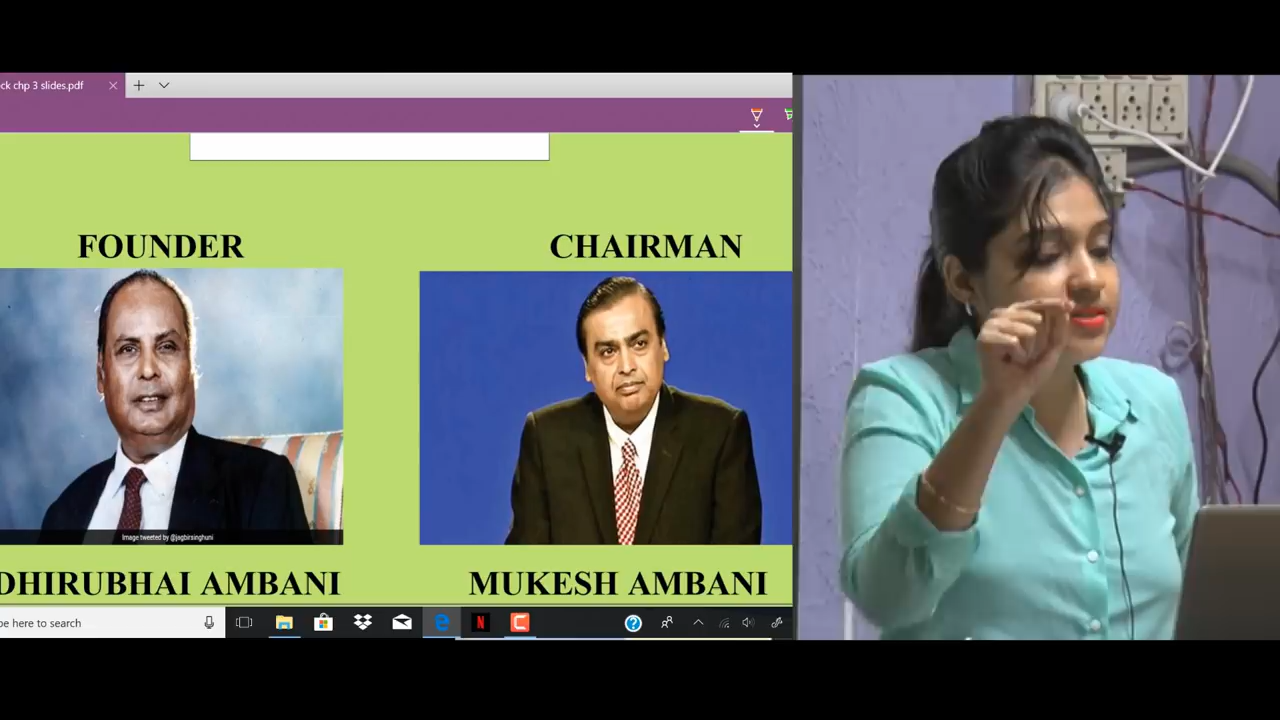 ck chp 3 slides.pdf
FOUNDER
CHAIRMAN
Image tweeted by @jagbirsinghuni
DHIRUBHAI AMBANI
MUKESH AMBANI
pe here to search